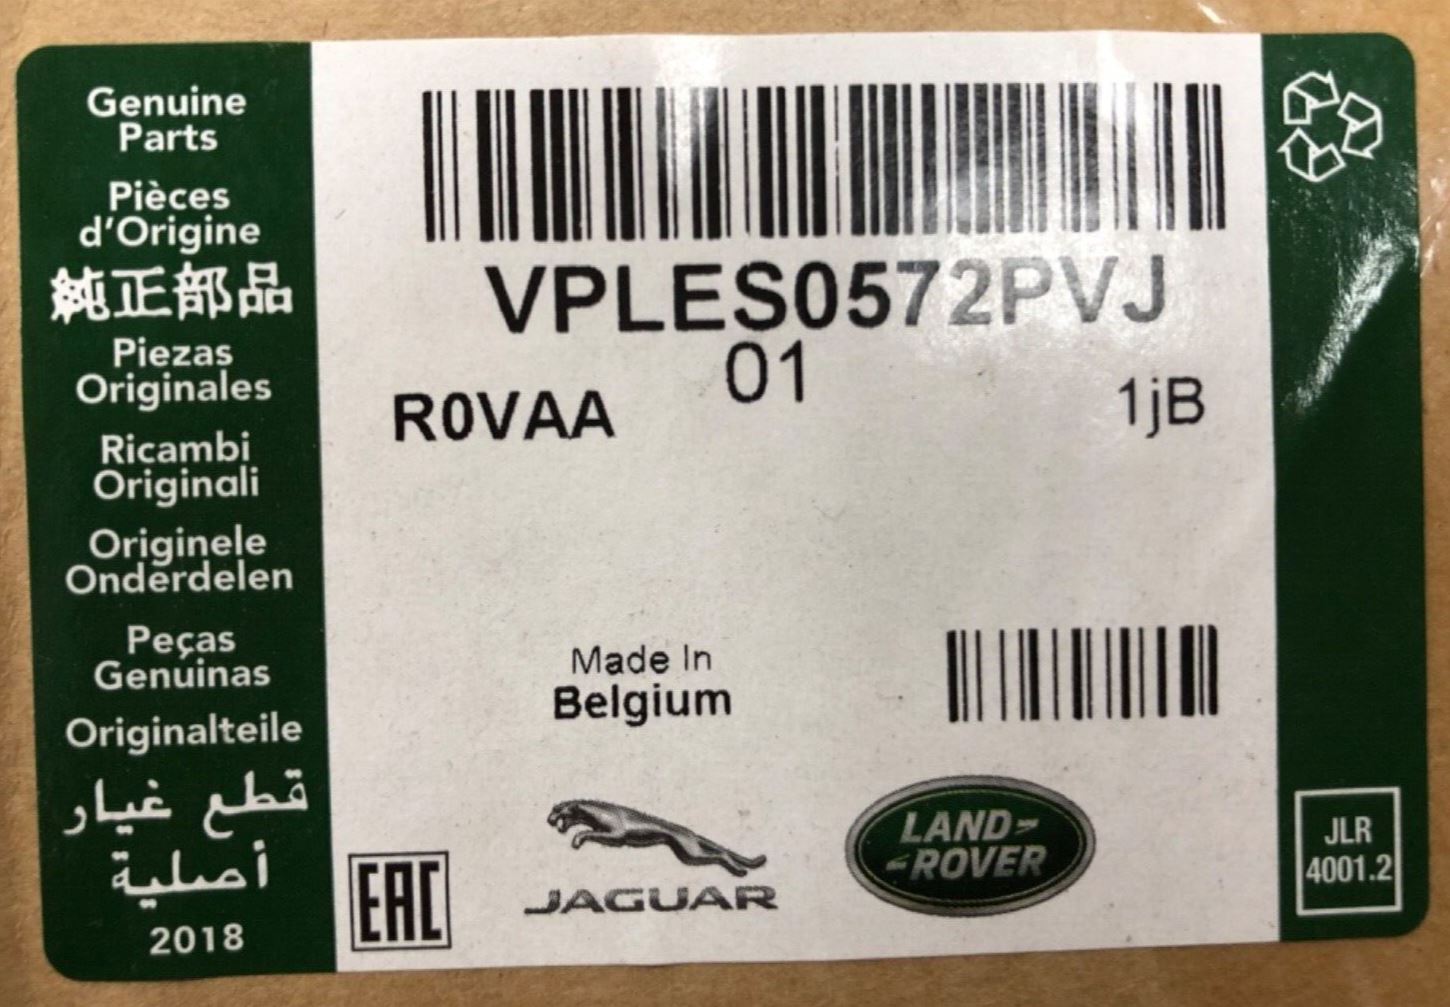 Genuine
Parts
Pièces
d'Origine
純正部品
Piezas
Originales
Ricambi
Originali
Originele
Onderdelen
Peças
Genuinas
Originalteile
قطع غيار
أصلية
2018
VPLES0572PVJ
01
R0VAA
1jB
Made In
Belgium
EAC
JAGUAR
LAND-
-ROVER
JLR
4001.2